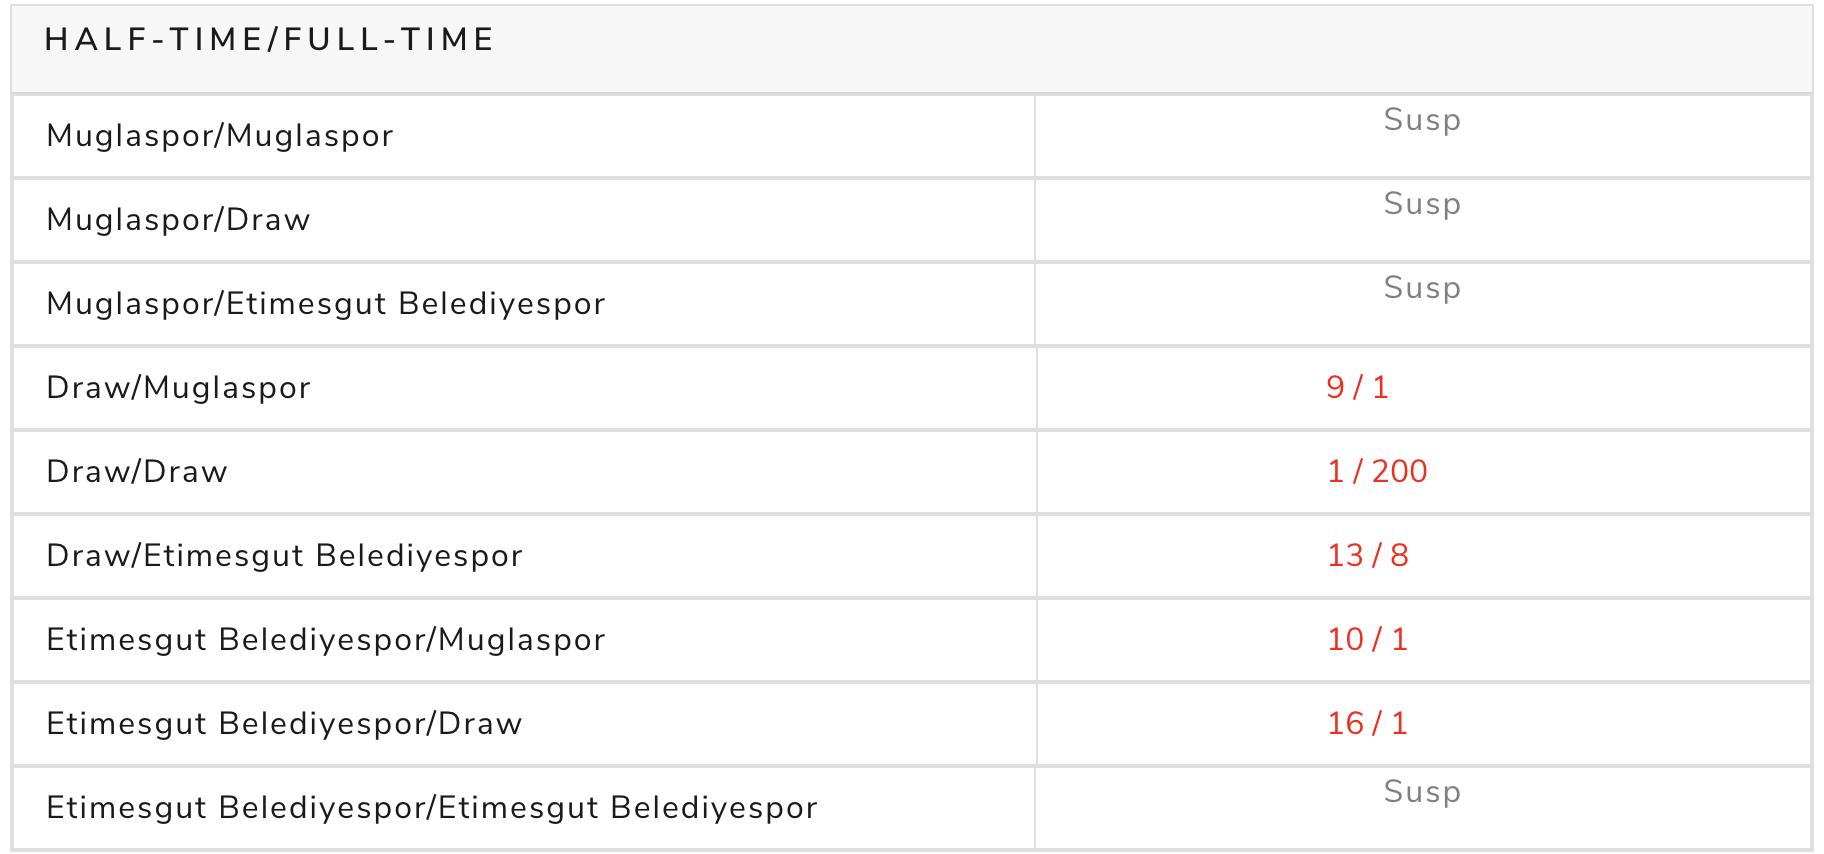 HALF-TIME/FULL-TIME
Muglaspor/Muglaspor Susp
Muglaspor/Draw Susp
Muglaspor/Etimesgut Belediyespor Susp
Draw/Muglaspor 9 / 1
Draw/Draw 1 / 200
Draw/Etimesgut Belediyespor 13 / 8
Etimesgut Belediyespor/Muglaspor 10 / 1
Etimesgut Belediyespor/Draw 16 / 1
Etimesgut Belediyespor/Etimesgut Belediyespor Susp